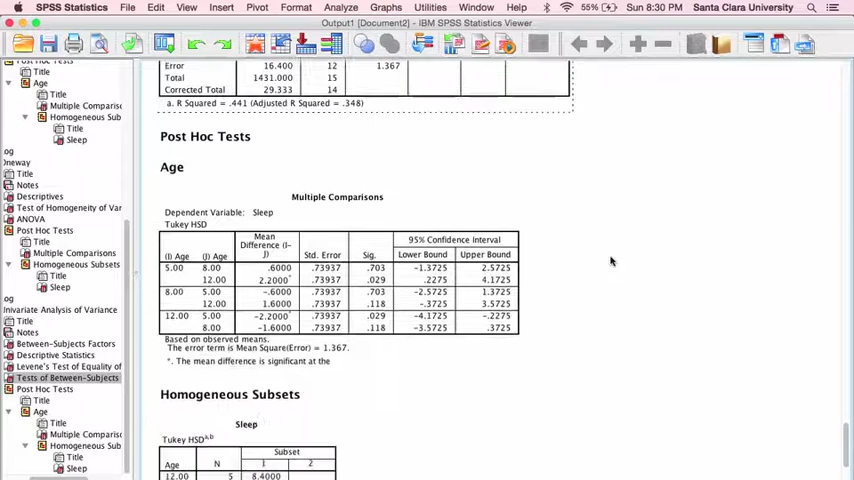 SPSS Statistics File Edit View Insert Pivot Format Analyze Graphs Utilities Window Help 55% Sun 8:30 PM Santa Clara University
Output1 [Document2] - IBM SPSS Statistics Viewer
Post Hoc Tests
Title
Age
Title
Multiple Comparis
Homogeneous Subsets
Title
Sleep
og
neway
Title
Notes
Descriptives
Test of Homogeneity of Var
ANOVA
Post Hoc Tests
Title
Multiple Comparisons
Homogeneous Subsets
Title
Sleep
og
nivariate Analysis of Variance
Title
Notes
Between-Subjects Factors
Descriptive Statistics
Levene's Test of Equality of
Tests of Between-Subjects
Post Hoc Tests
Title
Age
Title
Multiple Comparis
Homogeneous Sub
Title
Sleep
Error 16.400 12 1.367
Total 1431.000 15
Corrected Total 29.333 14
a. R Squared = .441 (Adjusted R Squared = .348)
Post Hoc Tests
Age
Multiple Comparisons
Dependent Variable: Sleep
Tukey HSD
(I) Age (J) Age Mean Difference (I-J) Std. Error Sig. 95% Confidence Interval
Lower Bound Upper Bound
5.00 8.00 .6000 .73937 .703 -1.3725 2.5725
12.00 2.2000* .73937 .029 .2275 4.1725
8.00 5.00 -.6000 .73937 .703 -2.5725 1.3725
12.00 1.6000 .73937 .118 -.3725 3.5725
12.00 5.00 -2.2000* .73937 .029 -4.1725 -.2275
8.00 -1.6000 .73937 .118 -3.5725 .3725
Based on observed means.
The error term is Mean Square(Error) = 1.367.
*. The mean difference is significant at the
Homogeneous Subsets
Sleep
Tukey HSDa,b
Subset
Age N 1 2
12.00 5 8.4000